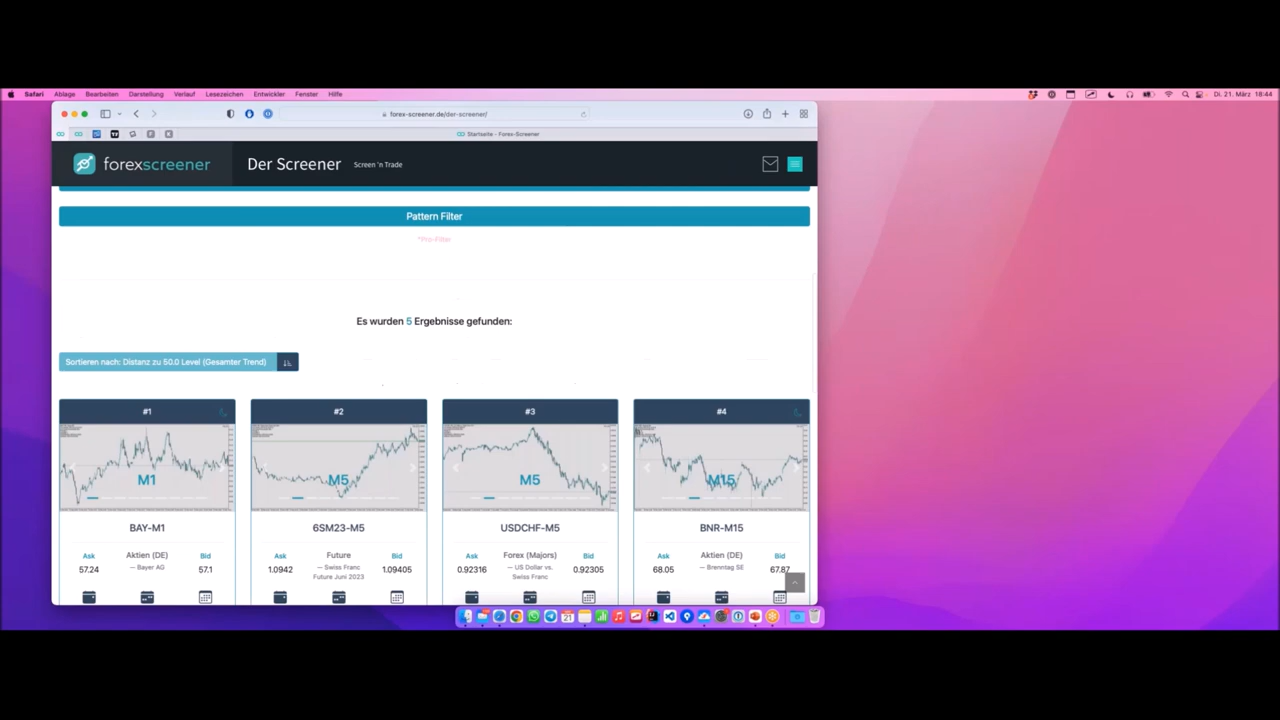 Safari Ablage Bearbeiten Darstellung Verlauf Lesezeichen Entwickler Fenster Hilfe
Di. 21. März 18:44
forex-screener.de/der-screener/
Startseite - Forex-Screener
forexscreener Der Screener Screen 'n Trade
Pattern Filter
*Pro-Filter
Es wurden 5 Ergebnisse gefunden:
Sortieren nach: Distanz zu 50.0 Level (Gesamter Trend)
#1 #2 #3 #4
M1 M5 M5 M15
BAY-M1 6SM23-M5 USDCHF-M5 BNR-M15
Ask Aktien (DE) Bid Ask Future Bid Ask Forex (Majors) Bid Ask Aktien (DE) Bid
57.24 — Bayer AG 57.1 1.0942 — Swiss Franc 1.09405 0.92316 — US Dollar vs. 0.92305 68.05 — Brenntag SE 67.87
Future Juni 2023 Swiss Franc